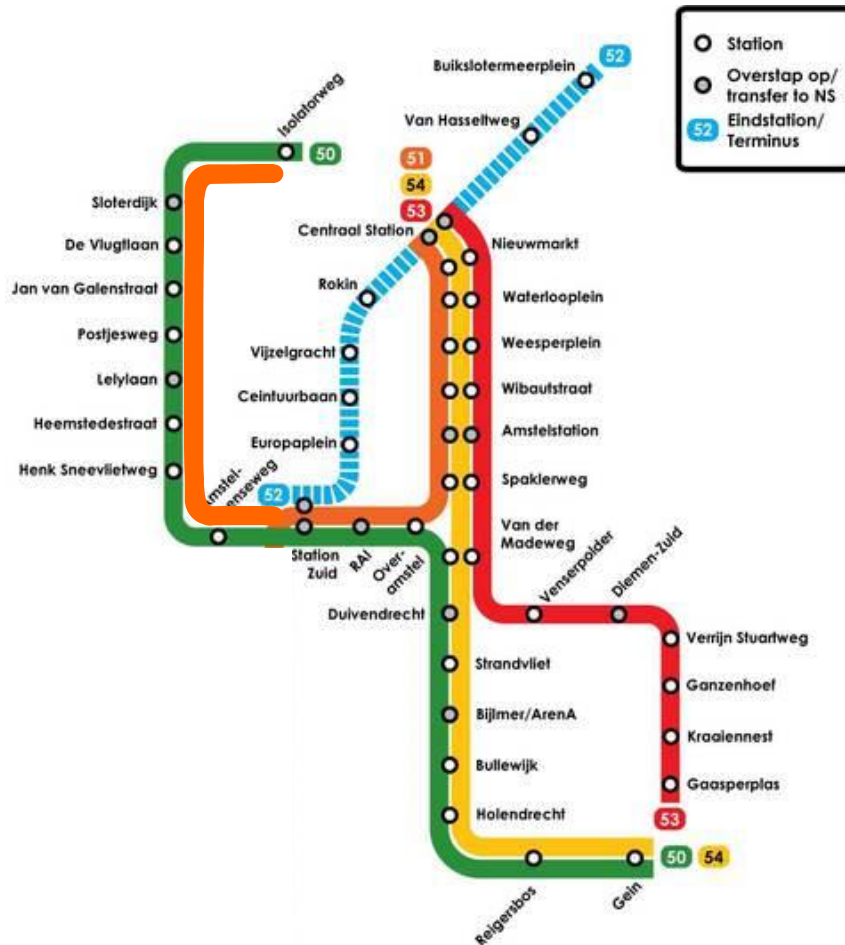 Station
Overstap op/
transfer to NS
52 Eindstation/
Terminus
Buikslotermeerplein
52
Van Hasseltweg
Isolatorweg
50
51
54
53
Sloterdijk
Centraal Station
De Vlugtlaan
Nieuwmarkt
Jan van Galenstraat
Rokin
Waterlooplein
Postjesweg
Vijzelgracht
Weesperplein
Lelylaan
Ceintuurbaan
Wibautstraat
Heemstedestraat
Europaplein
Amstelstation
Henk Sneevlietweg
Spaklerweg
Amstel-
enseweg
52
Station
Zuid
RAI
Over-
amstel
Van der
Madeweg
Venserpolder
Diemen-Zuid
Duivendrecht
Verrijn Stuartweg
Strandvliet
Ganzenhoef
Bijlmer/ArenA
Kraaiennest
Bullewijk
Gaasperplas
Holendrecht
53
50
54
Reigersbos
Gein